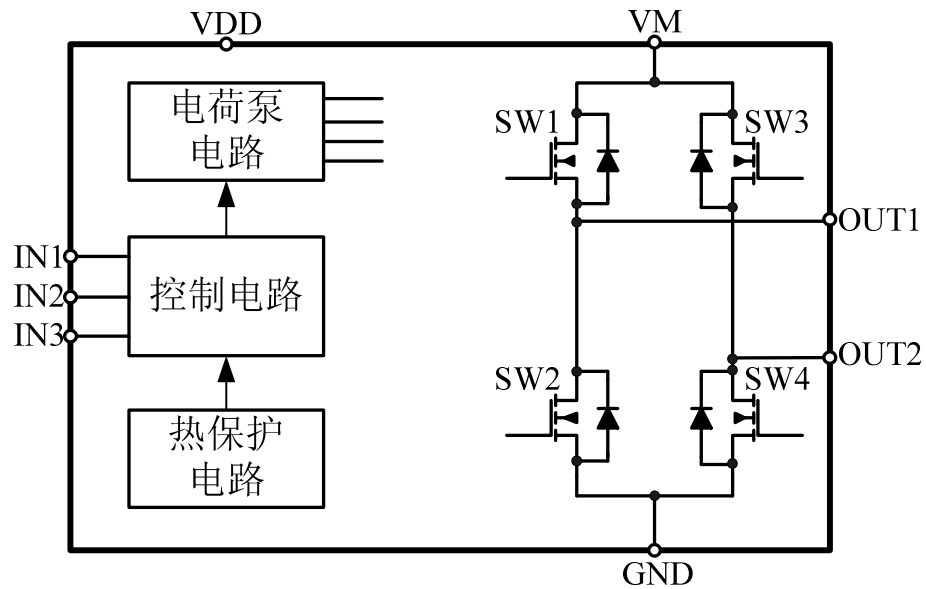 VDD
VM
电荷泵
电路
SW1
SW3
OUT1
IN1
IN2
IN3
控制电路
OUT2
SW2
SW4
热保护
电路
GND